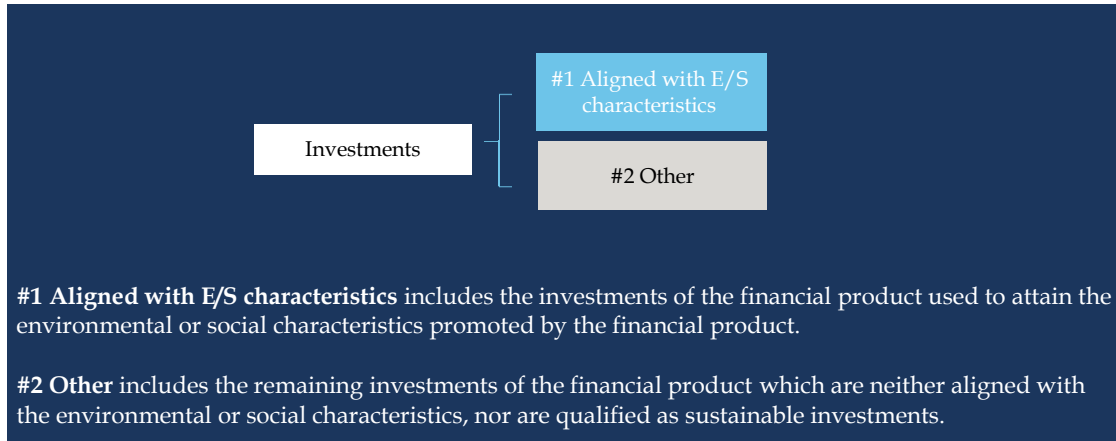 #1 Aligned with E/S
characteristics
Investments
#2 Other
#1 Aligned with E/S characteristics includes the investments of the financial product used to attain the
environmental or social characteristics promoted by the financial product.
#2 Other includes the remaining investments of the financial product which are neither aligned with
the environmental or social characteristics, nor are qualified as sustainable investments.